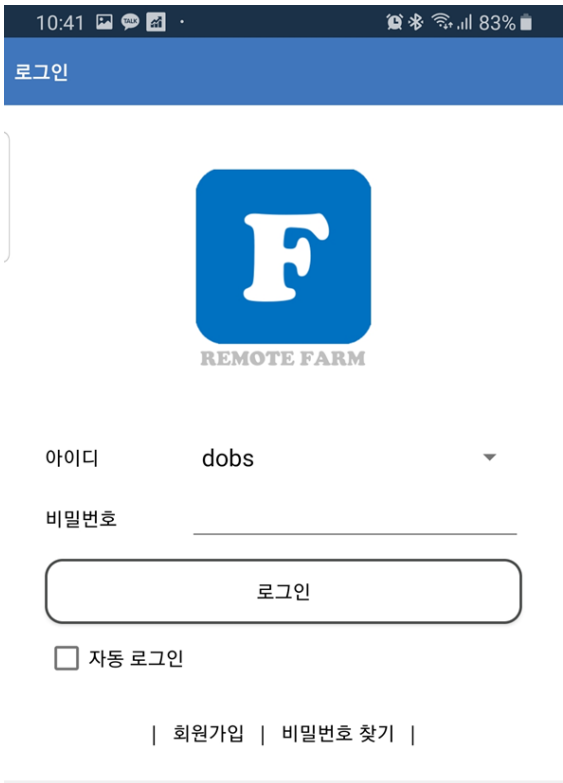 10:41 TALK 83%
로그인
F
REMOTE FARM
아이디 dobs
비밀번호
로그인
자동 로그인
| 회원가입 | 비밀번호 찾기 |